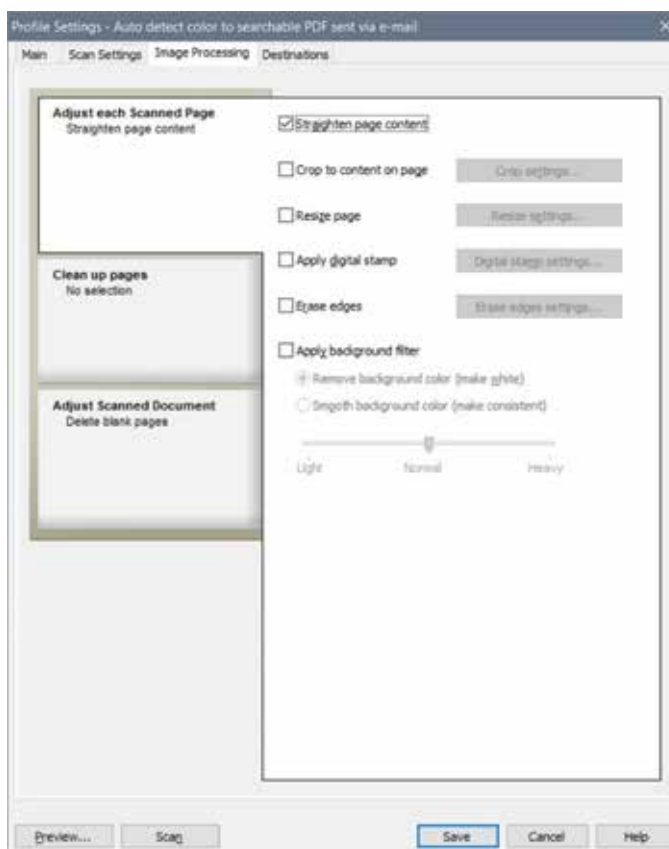 Profile Settings - Auto detect color to searchable PDF sent via e-mail
Main Scan Settings Image Processing Destinations
Adjust each Scanned Page
Straighten page content
Straighten page content
Crop to content on page Crop settings...
Resize page Resize settings...
Apply digital stamp Digital stamp settings...
Clean up pages
No selection
Erase edges Erase edges settings...
Apply background filter
Remove background color (make white)
Adjust Scanned Document
Delete blank pages
Smooth background color (make consistent)
Light Normal Heavy
Preview... Scan Save Cancel Help